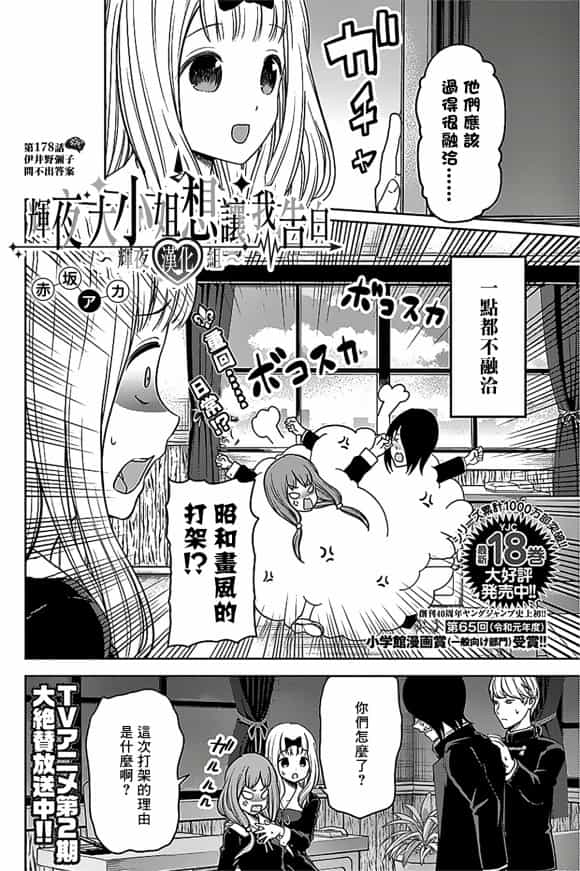 他們應該
過得很融洽……
ガチャ
第178話
伊井野彌子
問不出答案
輝夜大小姐想讓我告白
～輝夜漢化組～
赤坂アカ
一點都不融洽
ボコスカ
ボコスカ
重回……
日常!?
昭和畫風的
打架!?
シリーズ累計1000万部突破!
最新18巻
大好評
発売中!!
創刊40周年ヤングジャンプ史上初!!
第65回(令和元年度)
小学館漫画賞(一般向け部門)受賞!!
你們怎麼了?
這次打架的理由
是什麼啊?
TVアニメ第2期
大絶賛放送中!!